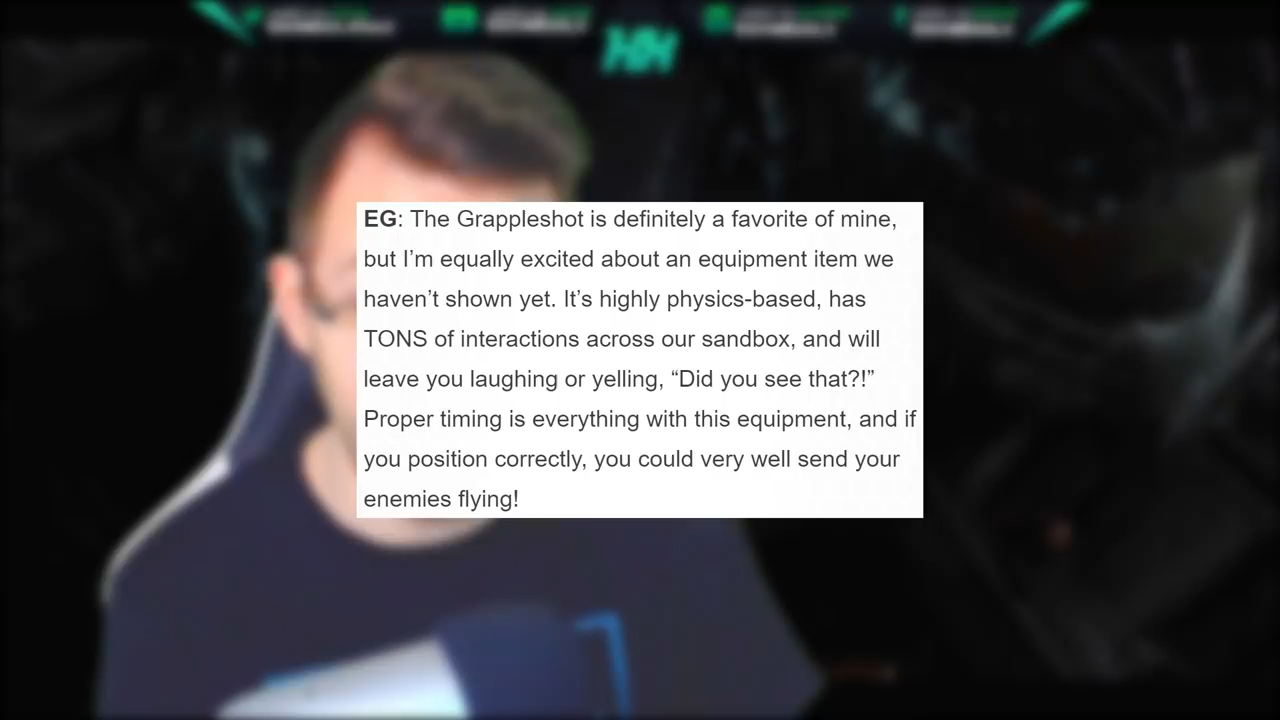 HH
EG: The Grappleshot is definitely a favorite of mine,
but I’m equally excited about an equipment item we
haven’t shown yet. It’s highly physics-based, has
TONS of interactions across our sandbox, and will
leave you laughing or yelling, “Did you see that?!”
Proper timing is everything with this equipment, and if
you position correctly, you could very well send your
enemies flying!